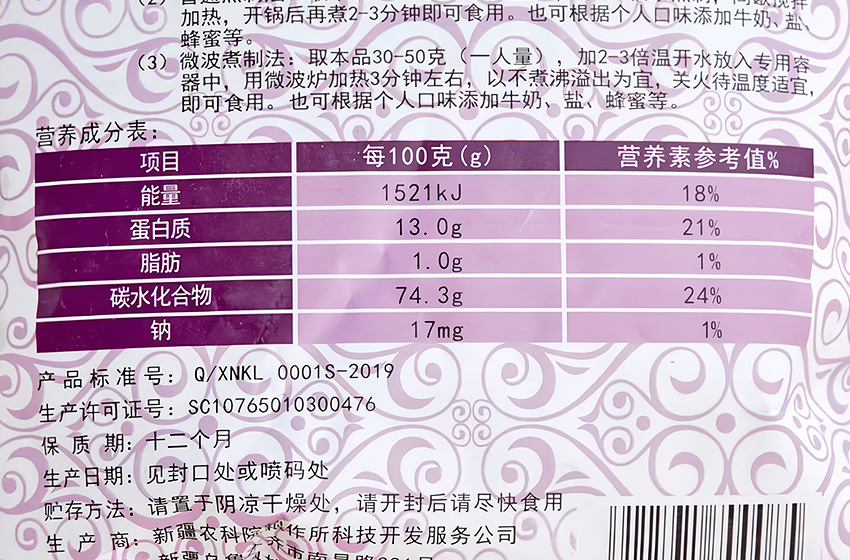 加热，开锅后再煮2-3分钟即可食用。也可根据个人口味添加牛奶、盐、
蜂蜜等。
（3）微波煮制法：取本品30-50克（一人量），加2-3倍温开水放入专用容
器中，用微波炉加热3分钟左右，以不煮沸溢出为宜，关火待温度适宜，
即可食用。也可根据个人口味添加牛奶、盐、蜂蜜等。
营养成分表：
项目 每100克(g) 营养素参考值%
能量 1521kJ 18%
蛋白质 13.0g 21%
脂肪 1.0g 1%
碳水化合物 74.3g 24%
钠 17mg 1%
产品标准号：Q/XNKL 0001S-2019
生产许可证号：SC10765010300476
保质期：十二个月
生产日期：见封口处或喷码处
贮存方法：请置于阴凉干燥处，请开封后请尽快食用
生产商：新疆农科院粮作所科技开发服务公司